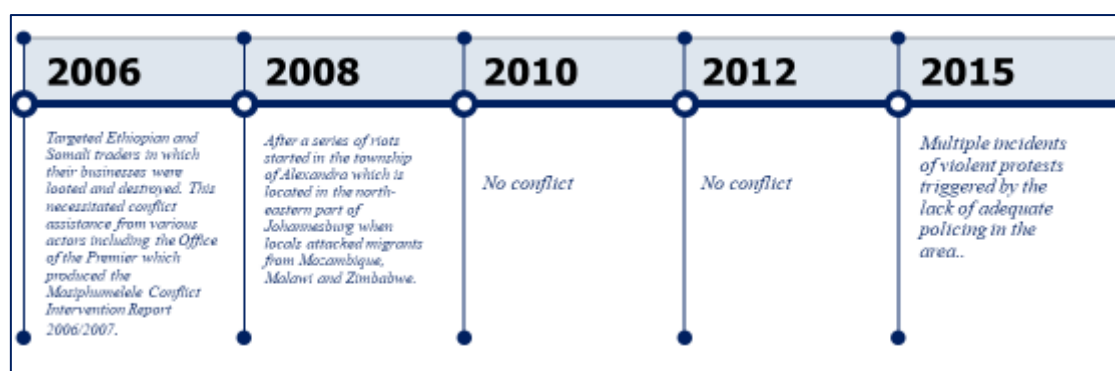 2006
Targeted Ethiopian and
Somali traders in which
their businesses were
looted and destroyed. This
necessitated conflict
assistance from various
actors including the Office
of the Premier which
produced the
Masiphumelele Conflict
Intervention Report
2006/2007.
2008
After a series of riots
started in the township
of Alexandra which is
located in the north-
eastern part of
Johannesburg when
locals attacked migrants
from Mozambique,
Malawi and Zimbabwe.
2010
No conflict
2012
No conflict
2015
Multiple incidents
of violent protests
triggered by the
lack of adequate
policing in the
area..